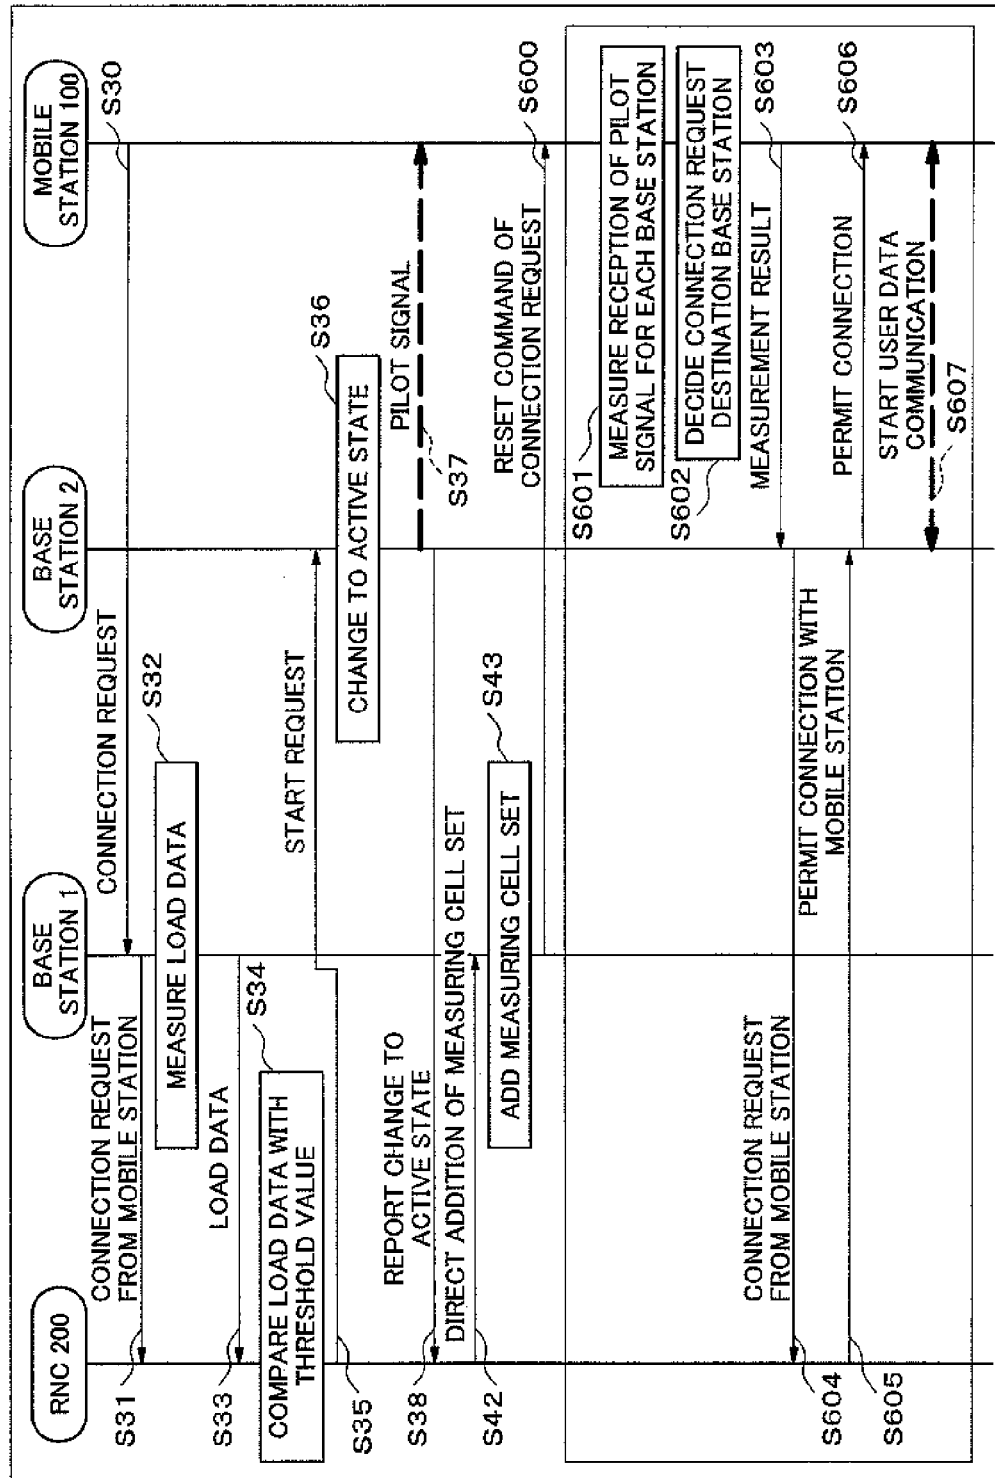 RNC 200
BASE
STATION 1
BASE
STATION 2
MOBILE
STATION 100
S30
CONNECTION REQUEST
S31
CONNECTION REQUEST
FROM MOBILE STATION
S32
MEASURE LOAD DATA
S33
LOAD DATA
S34
COMPARE LOAD DATA WITH
THRESHOLD VALUE
S35
START REQUEST
S36
CHANGE TO ACTIVE STATE
PILOT SIGNAL
S37
S38
REPORT CHANGE TO
ACTIVE STATE
S42
DIRECT ADDITION OF MEASURING CELL SET
S43
ADD MEASURING CELL SET
RESET COMMAND OF
CONNECTION REQUEST
S600
S601
MEASURE RECEPTION OF PILOT
SIGNAL FOR EACH BASE STATION
S602
DECIDE CONNECTION REQUEST
DESTINATION BASE STATION
S603
MEASUREMENT RESULT
S604
CONNECTION REQUEST
FROM MOBILE STATION
S605
PERMIT CONNECTION WITH
MOBILE STATION
PERMIT CONNECTION
S606
START USER DATA
COMMUNICATION
S607